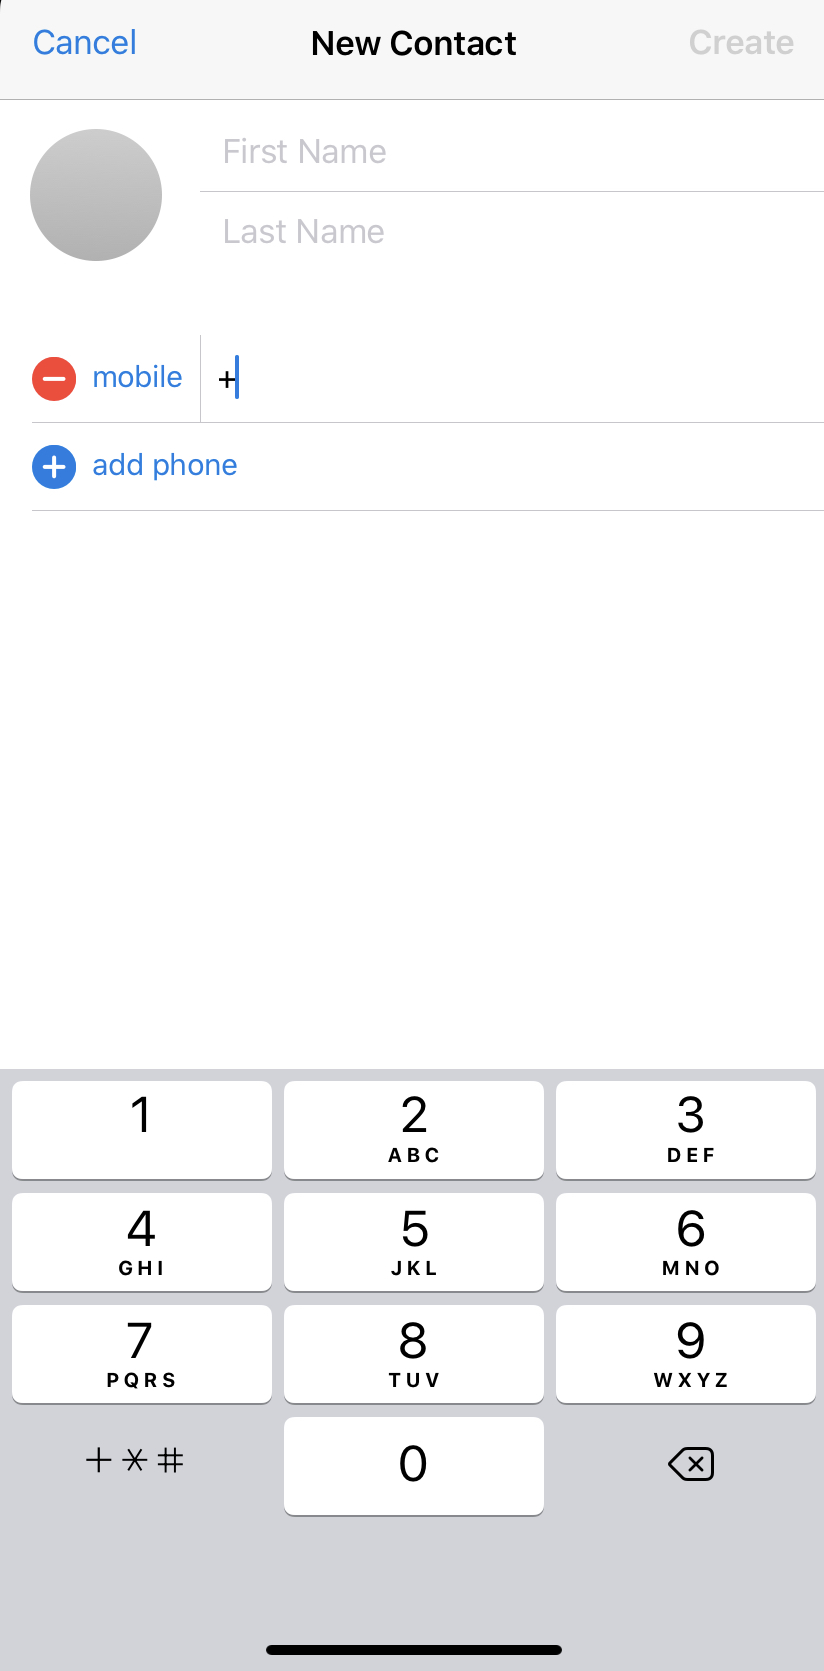 Cancel New Contact Create
First Name
Last Name
mobile +
add phone
1 2 3
ABC DEF
4 5 6
GHI JKL MNO
7 8 9
PQRS TUV WXYZ
+*# 0